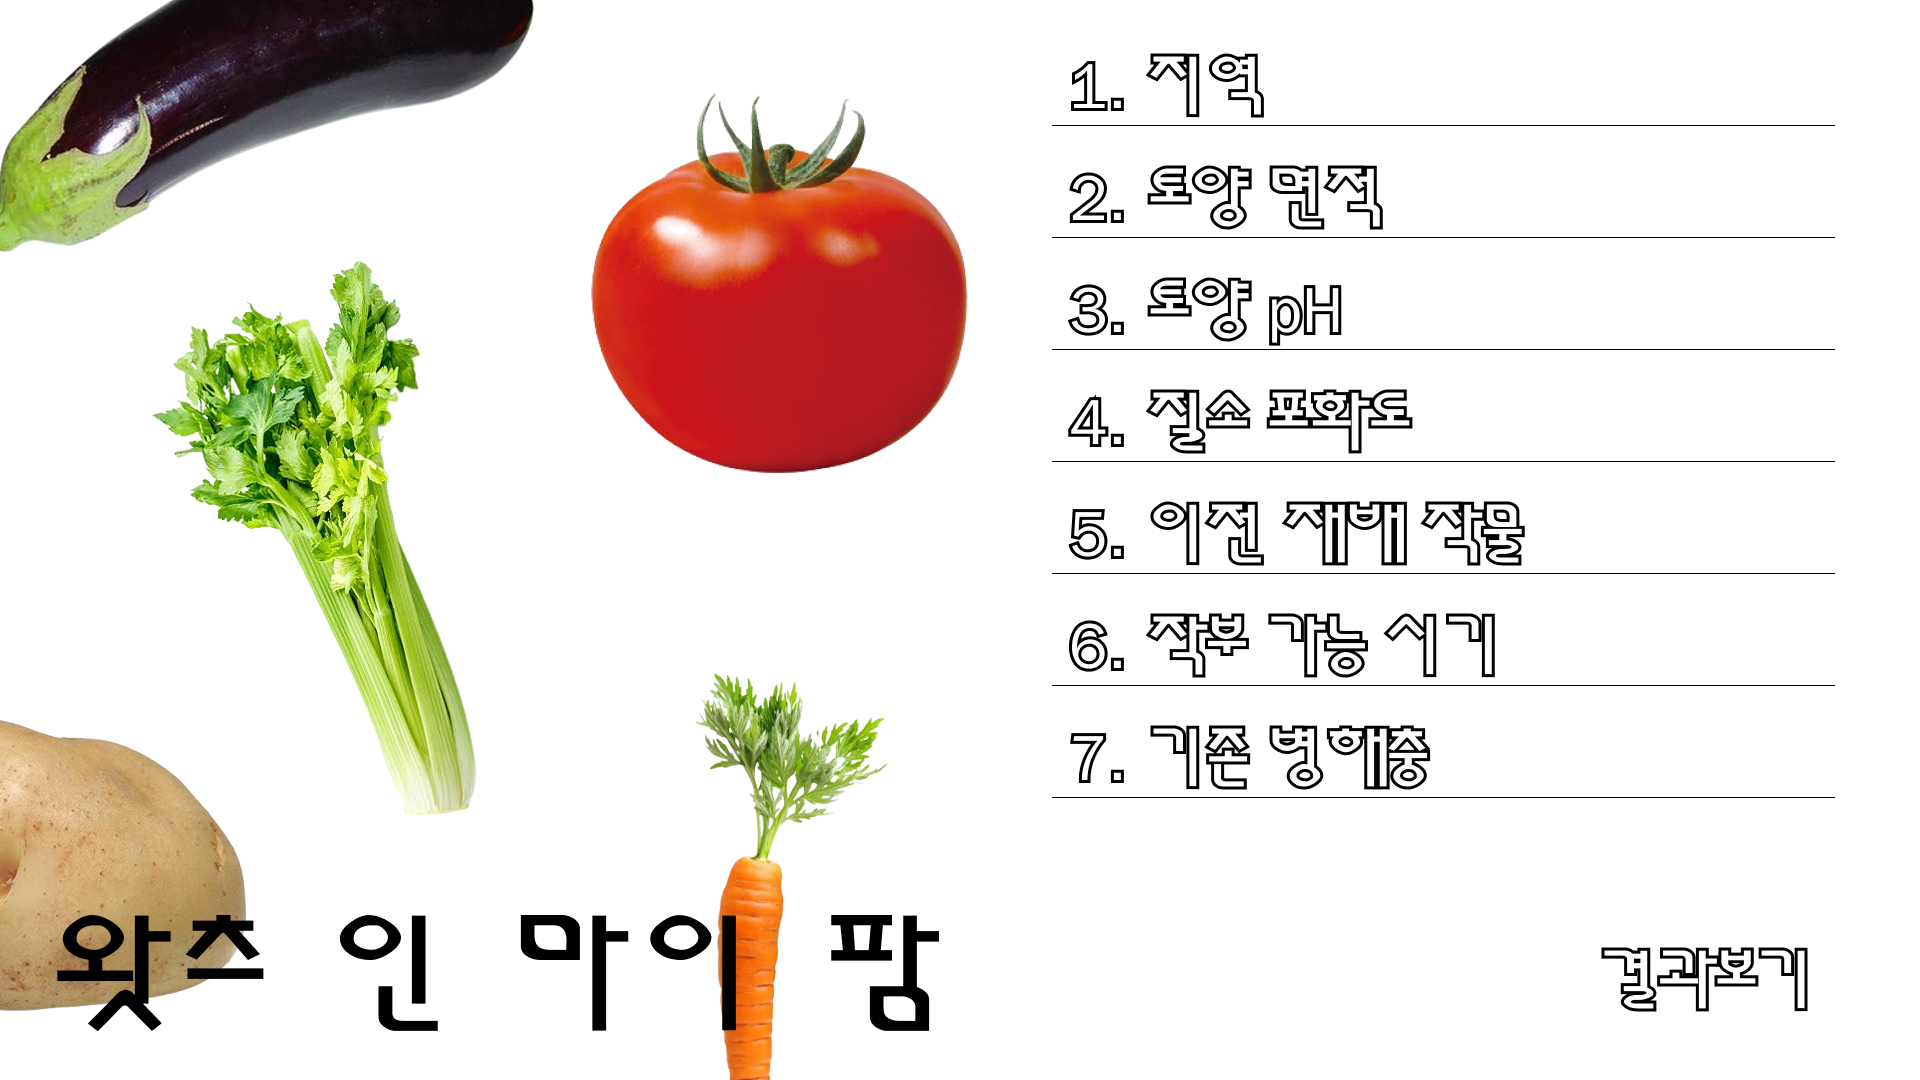 1. 지역
2. 토양 면적
3. 토양 pH
4. 질소 포화도
5. 이전 재배 작물
6. 작부 가능 시기
7. 기존 병해충
왓츠 인 마이 팜
결과보기